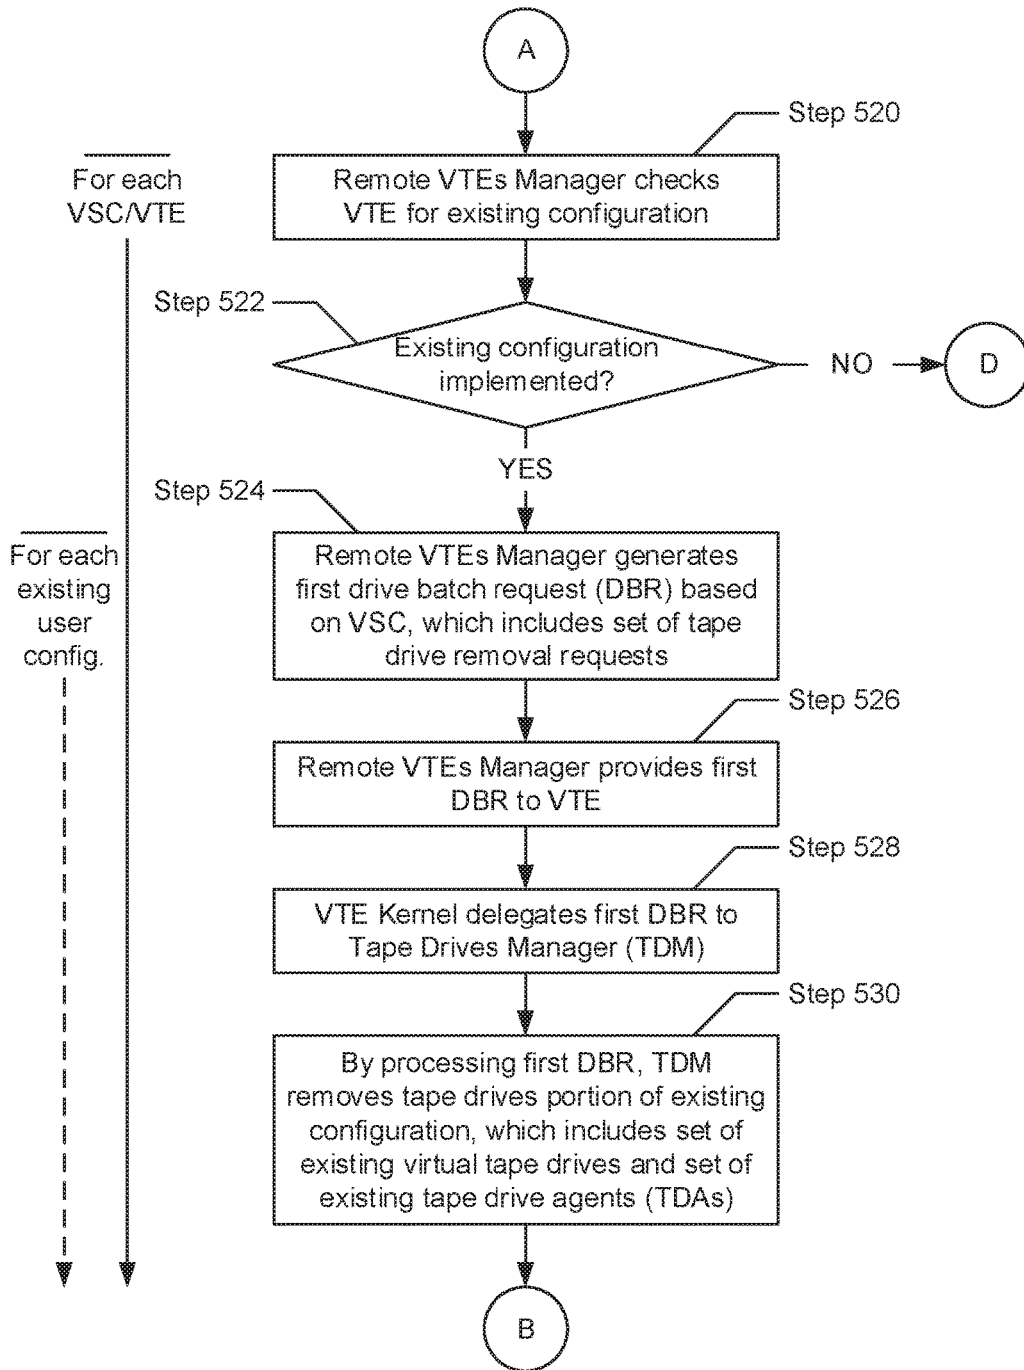 A
Step 520
For each
VSC/VTE
Remote VTEs Manager checks
VTE for existing configuration
Step 522
Existing configuration
implemented?
NO
D
YES
Step 524
For each
existing
user
config.
Remote VTEs Manager generates
first drive batch request (DBR) based
on VSC, which includes set of tape
drive removal requests
Step 526
Remote VTEs Manager provides first
DBR to VTE
Step 528
VTE Kernel delegates first DBR to
Tape Drives Manager (TDM)
Step 530
By processing first DBR, TDM
removes tape drives portion of existing
configuration, which includes set of
existing virtual tape drives and set of
existing tape drive agents (TDAs)
B